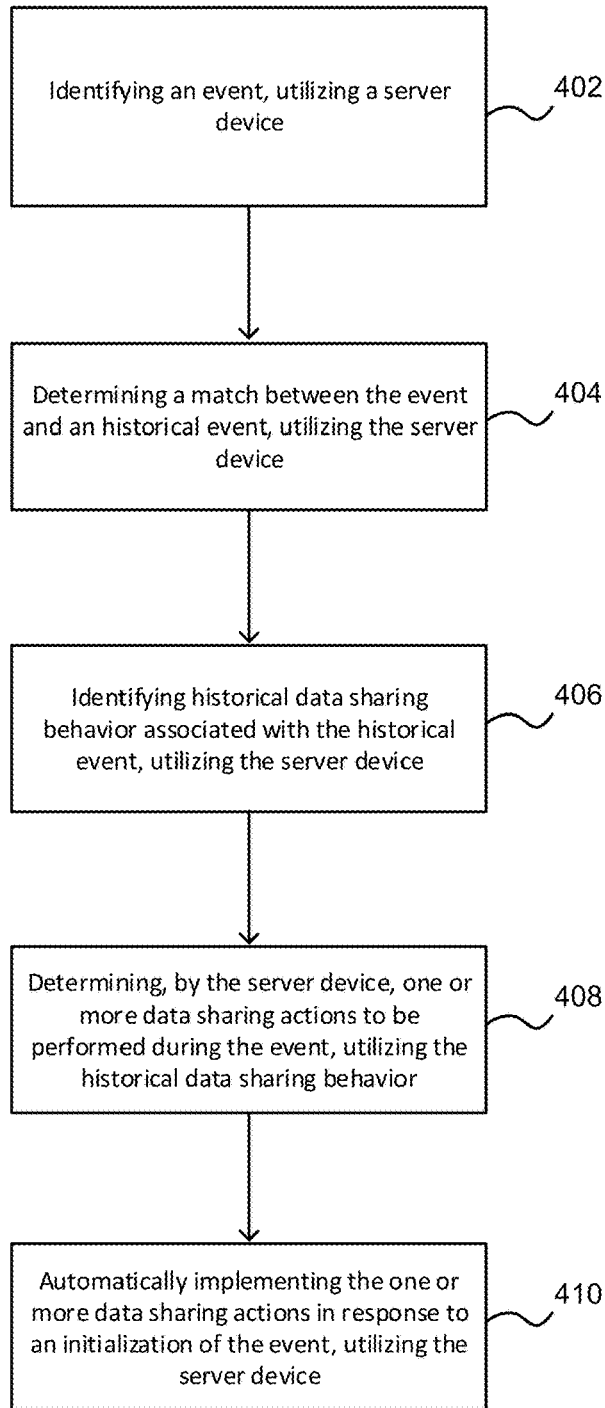 Identifying an event, utilizing a server
device
402
Determining a match between the event
and an historical event, utilizing the server
device
404
Identifying historical data sharing
behavior associated with the historical
event, utilizing the server device
406
Determining, by the server device, one or
more data sharing actions to be
performed during the event, utilizing the
historical data sharing behavior
408
Automatically implementing the one or
more data sharing actions in response to
an initialization of the event, utilizing the
server device
410